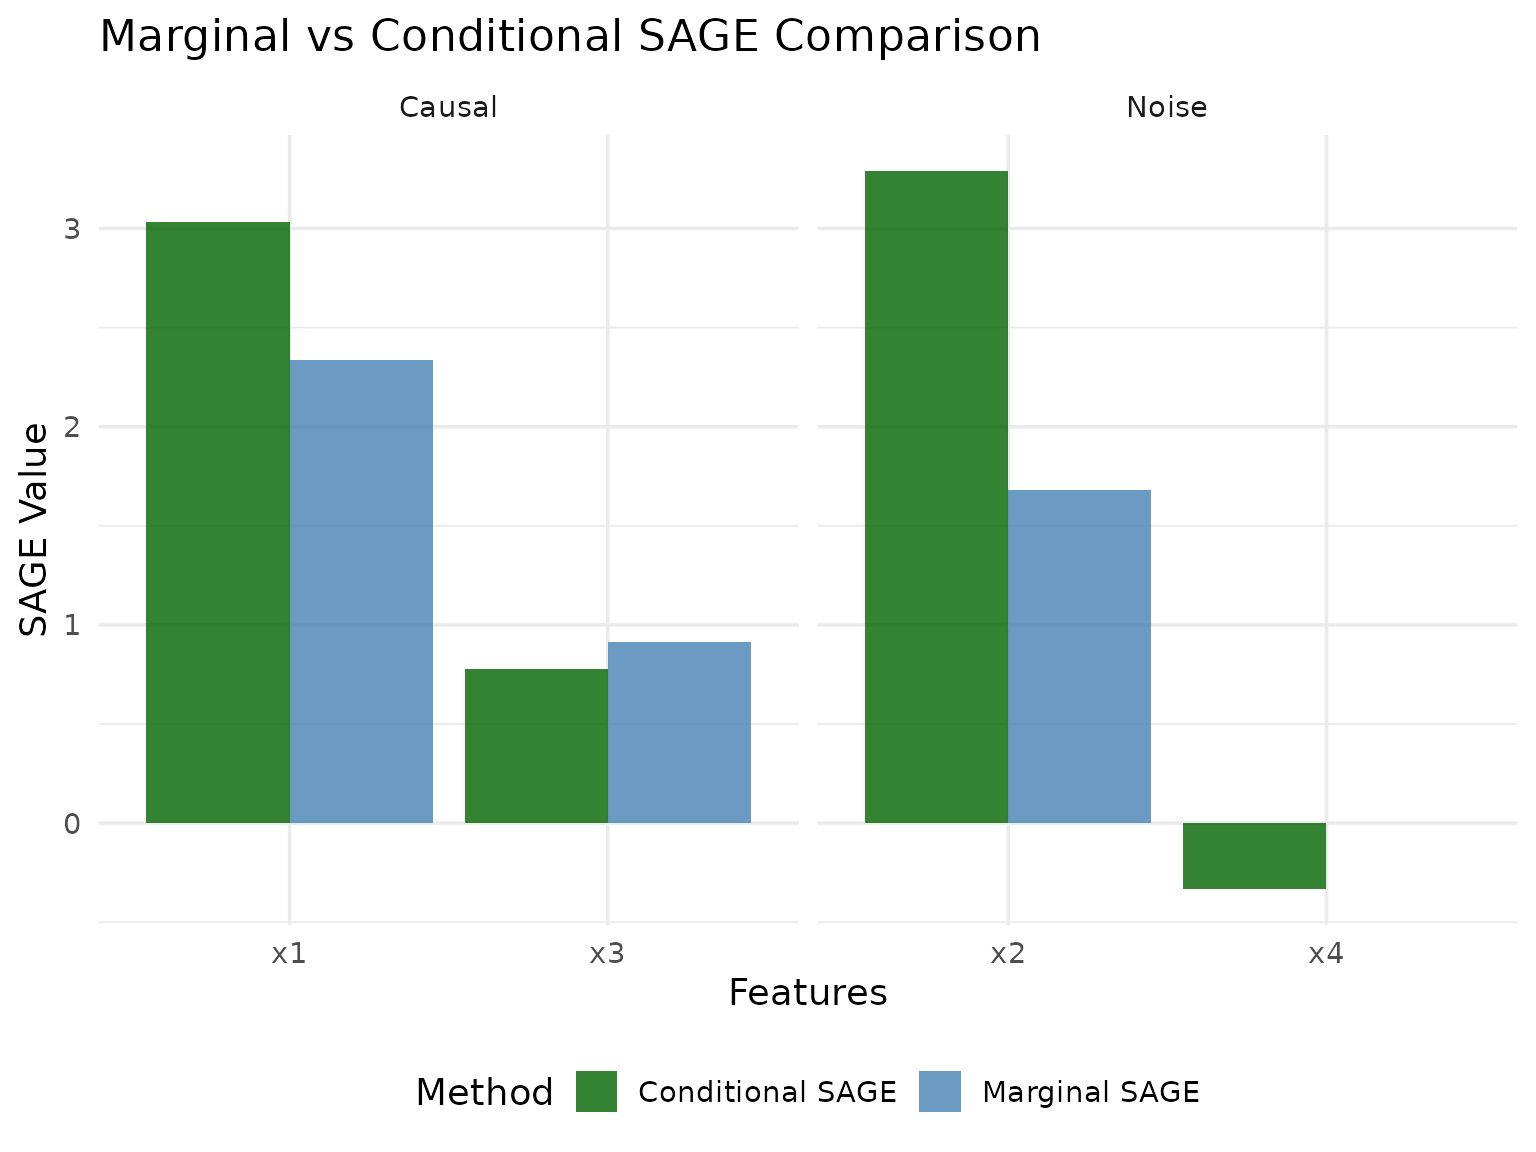 Marginal vs Conditional SAGE Comparison
Causal
Noise
SAGE Value
3
2
1
0
x1
x3
x2
x4
Features
Method
Conditional SAGE
Marginal SAGE